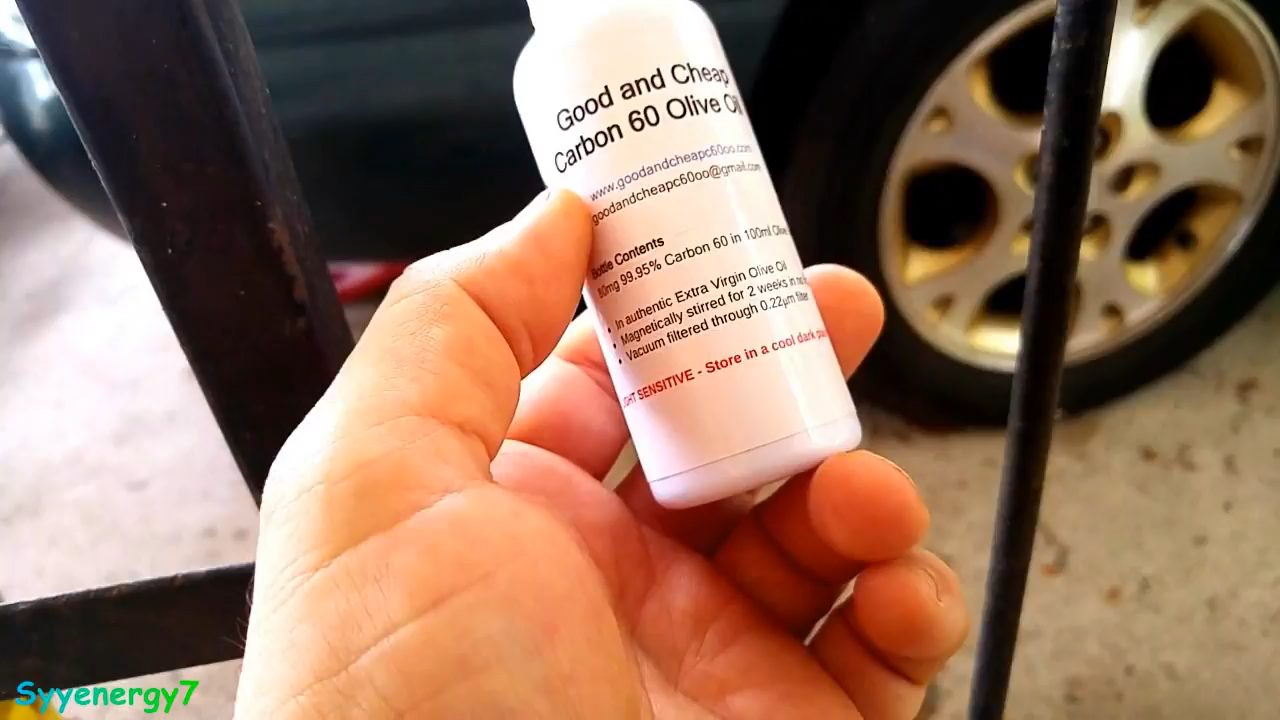 Good and Cheap
Carbon 60 Olive Oil
www.goodandcheapc60oo.com
goodandcheapc60oo@gmail.com
Bottle Contents
99.95% Carbon 60 in 100ml Olive
• In authentic Extra Virgin Olive Oil
• Magnetically stirred for 2 weeks in
• Vacuum filtered through 0.22µm filter
SENSITIVE - Store in a cool dark
Syyenergy7